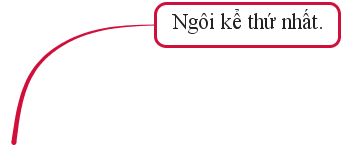 Ngôi kể thứ nhất.